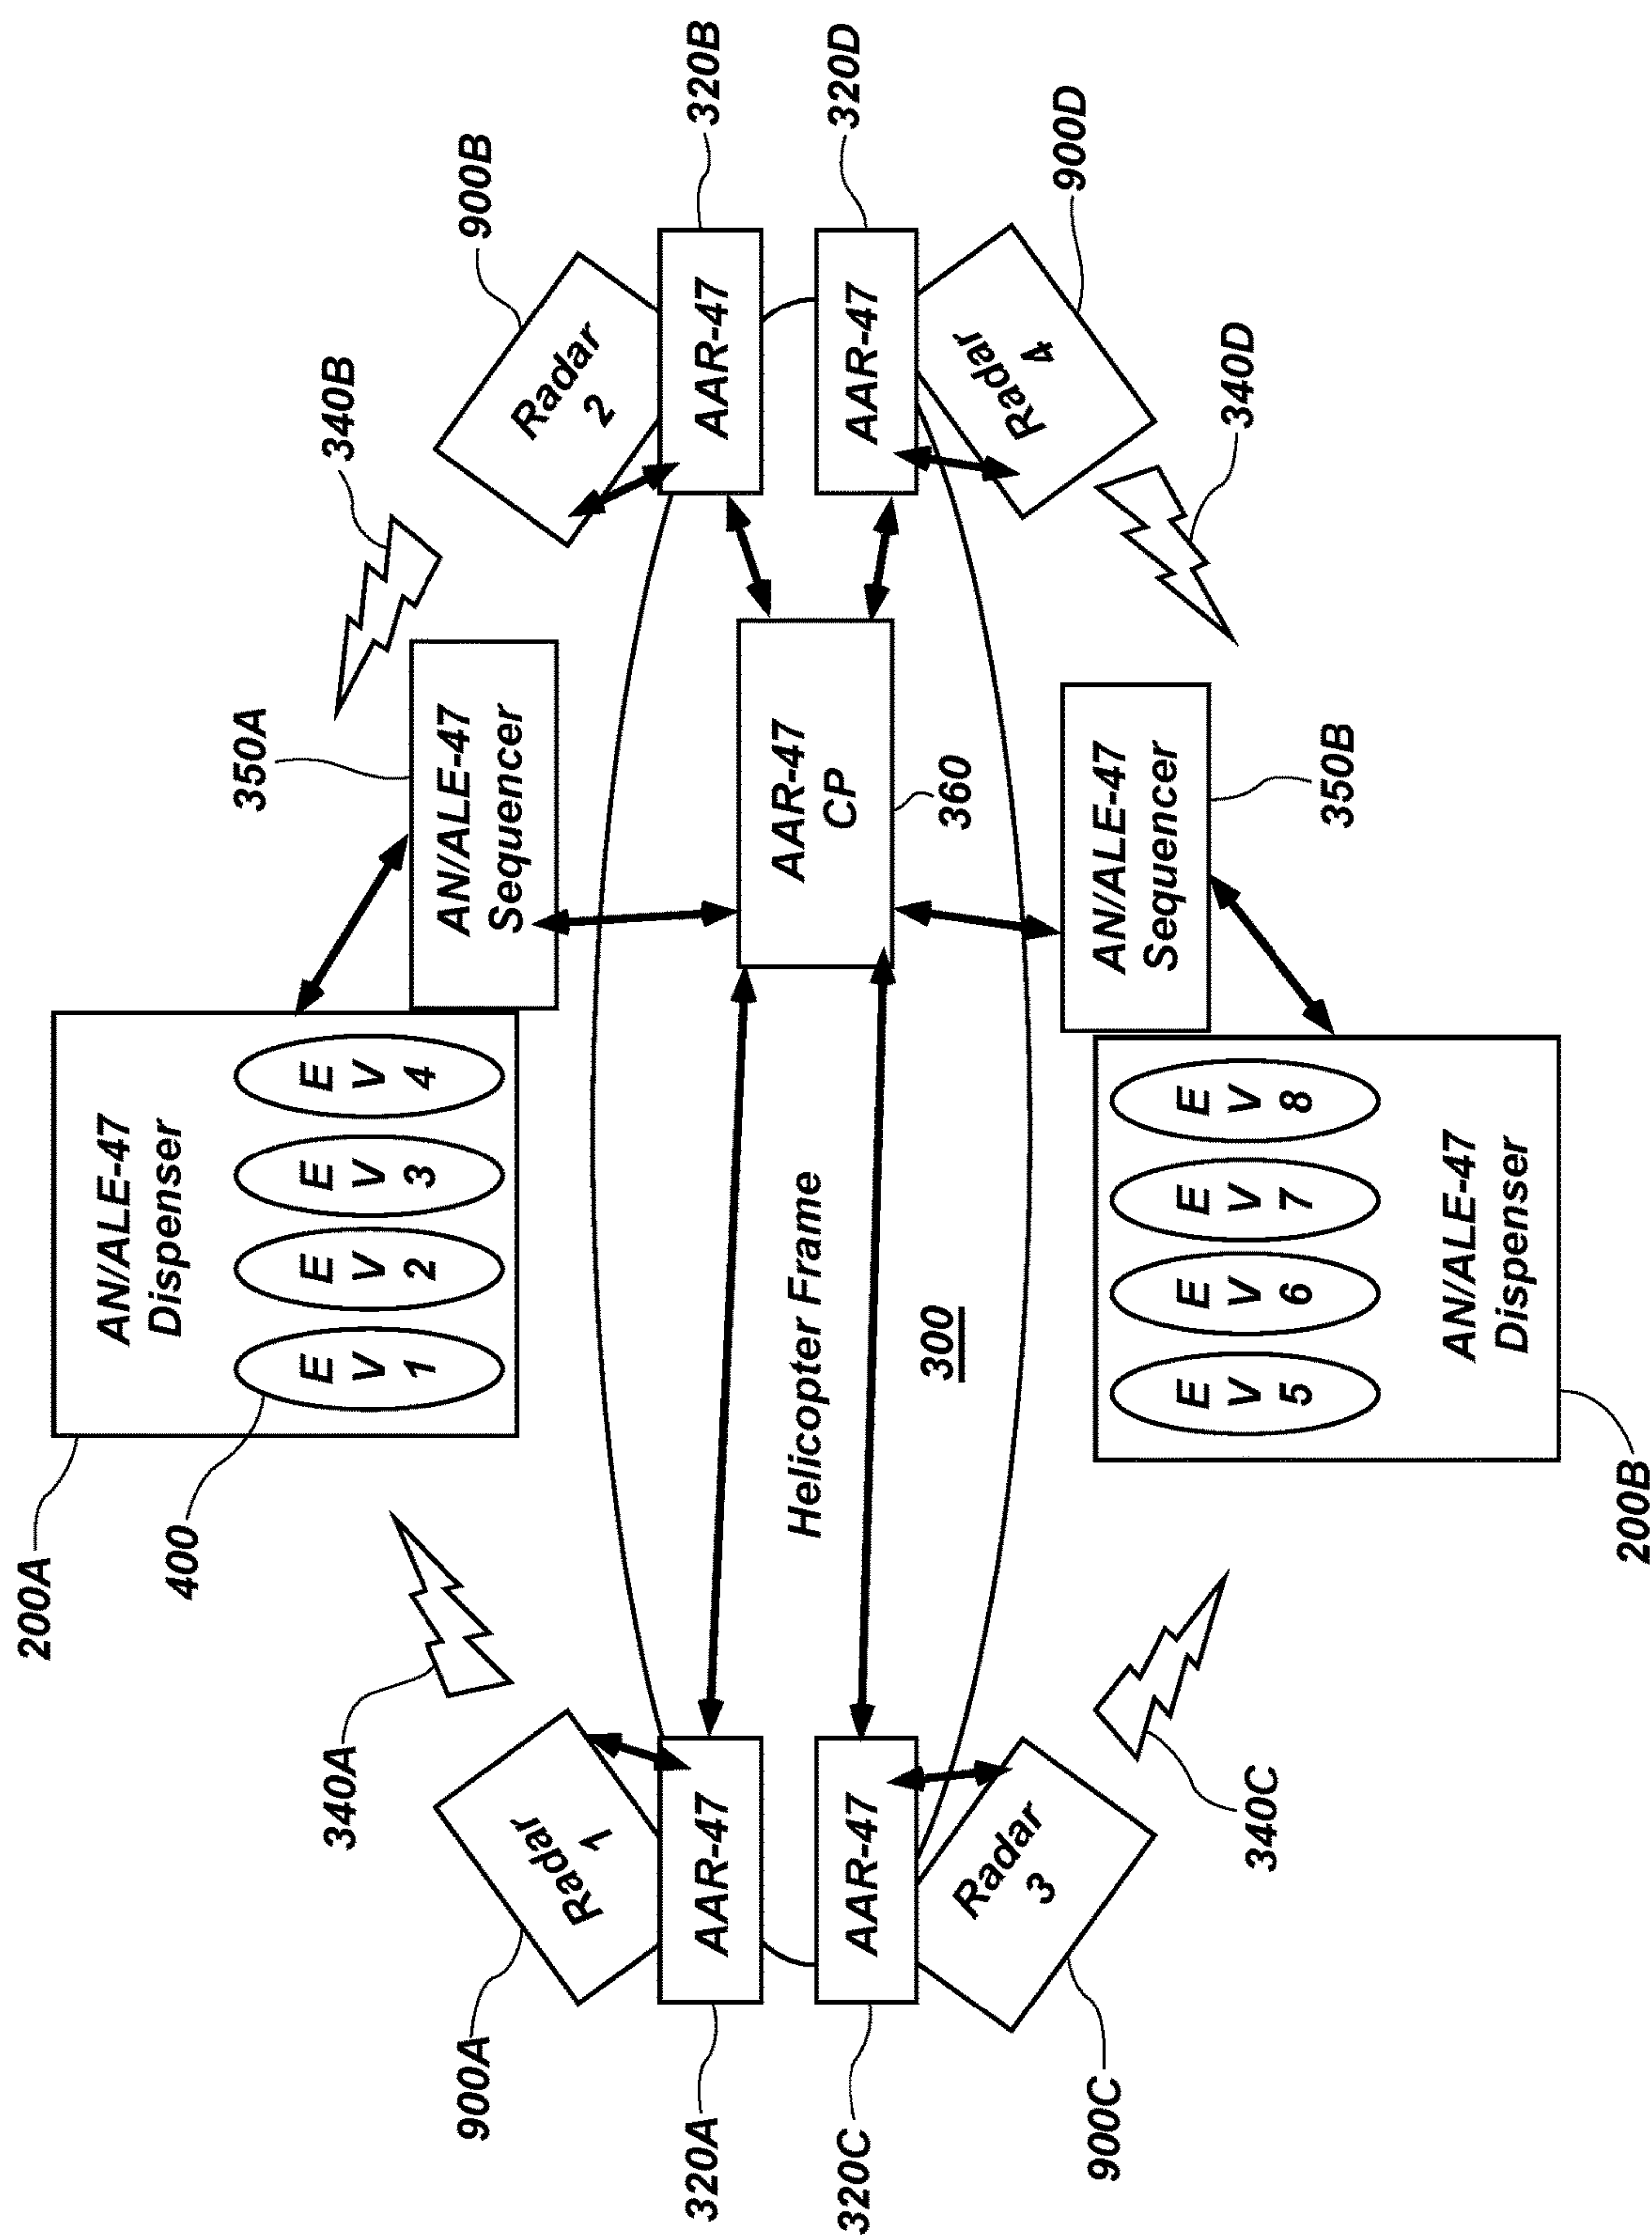 200A
400
AN/ALE-47
Dispenser
E
V
1
E
V
2
E
V
3
E
V
4
350A
AN/ALE-47
Sequencer
340A
340B
900A
Radar
1
900B
Radar
2
320A
AAR-47
320B
AAR-47
Helicopter Frame
AAR-47
CP
360
300
320C
AAR-47
320D
AAR-47
900C
Radar
3
900D
Radar
4
340C
340D
AN/ALE-47
Sequencer
350B
E
V
5
E
V
6
E
V
7
E
V
8
AN/ALE-47
Dispenser
200B